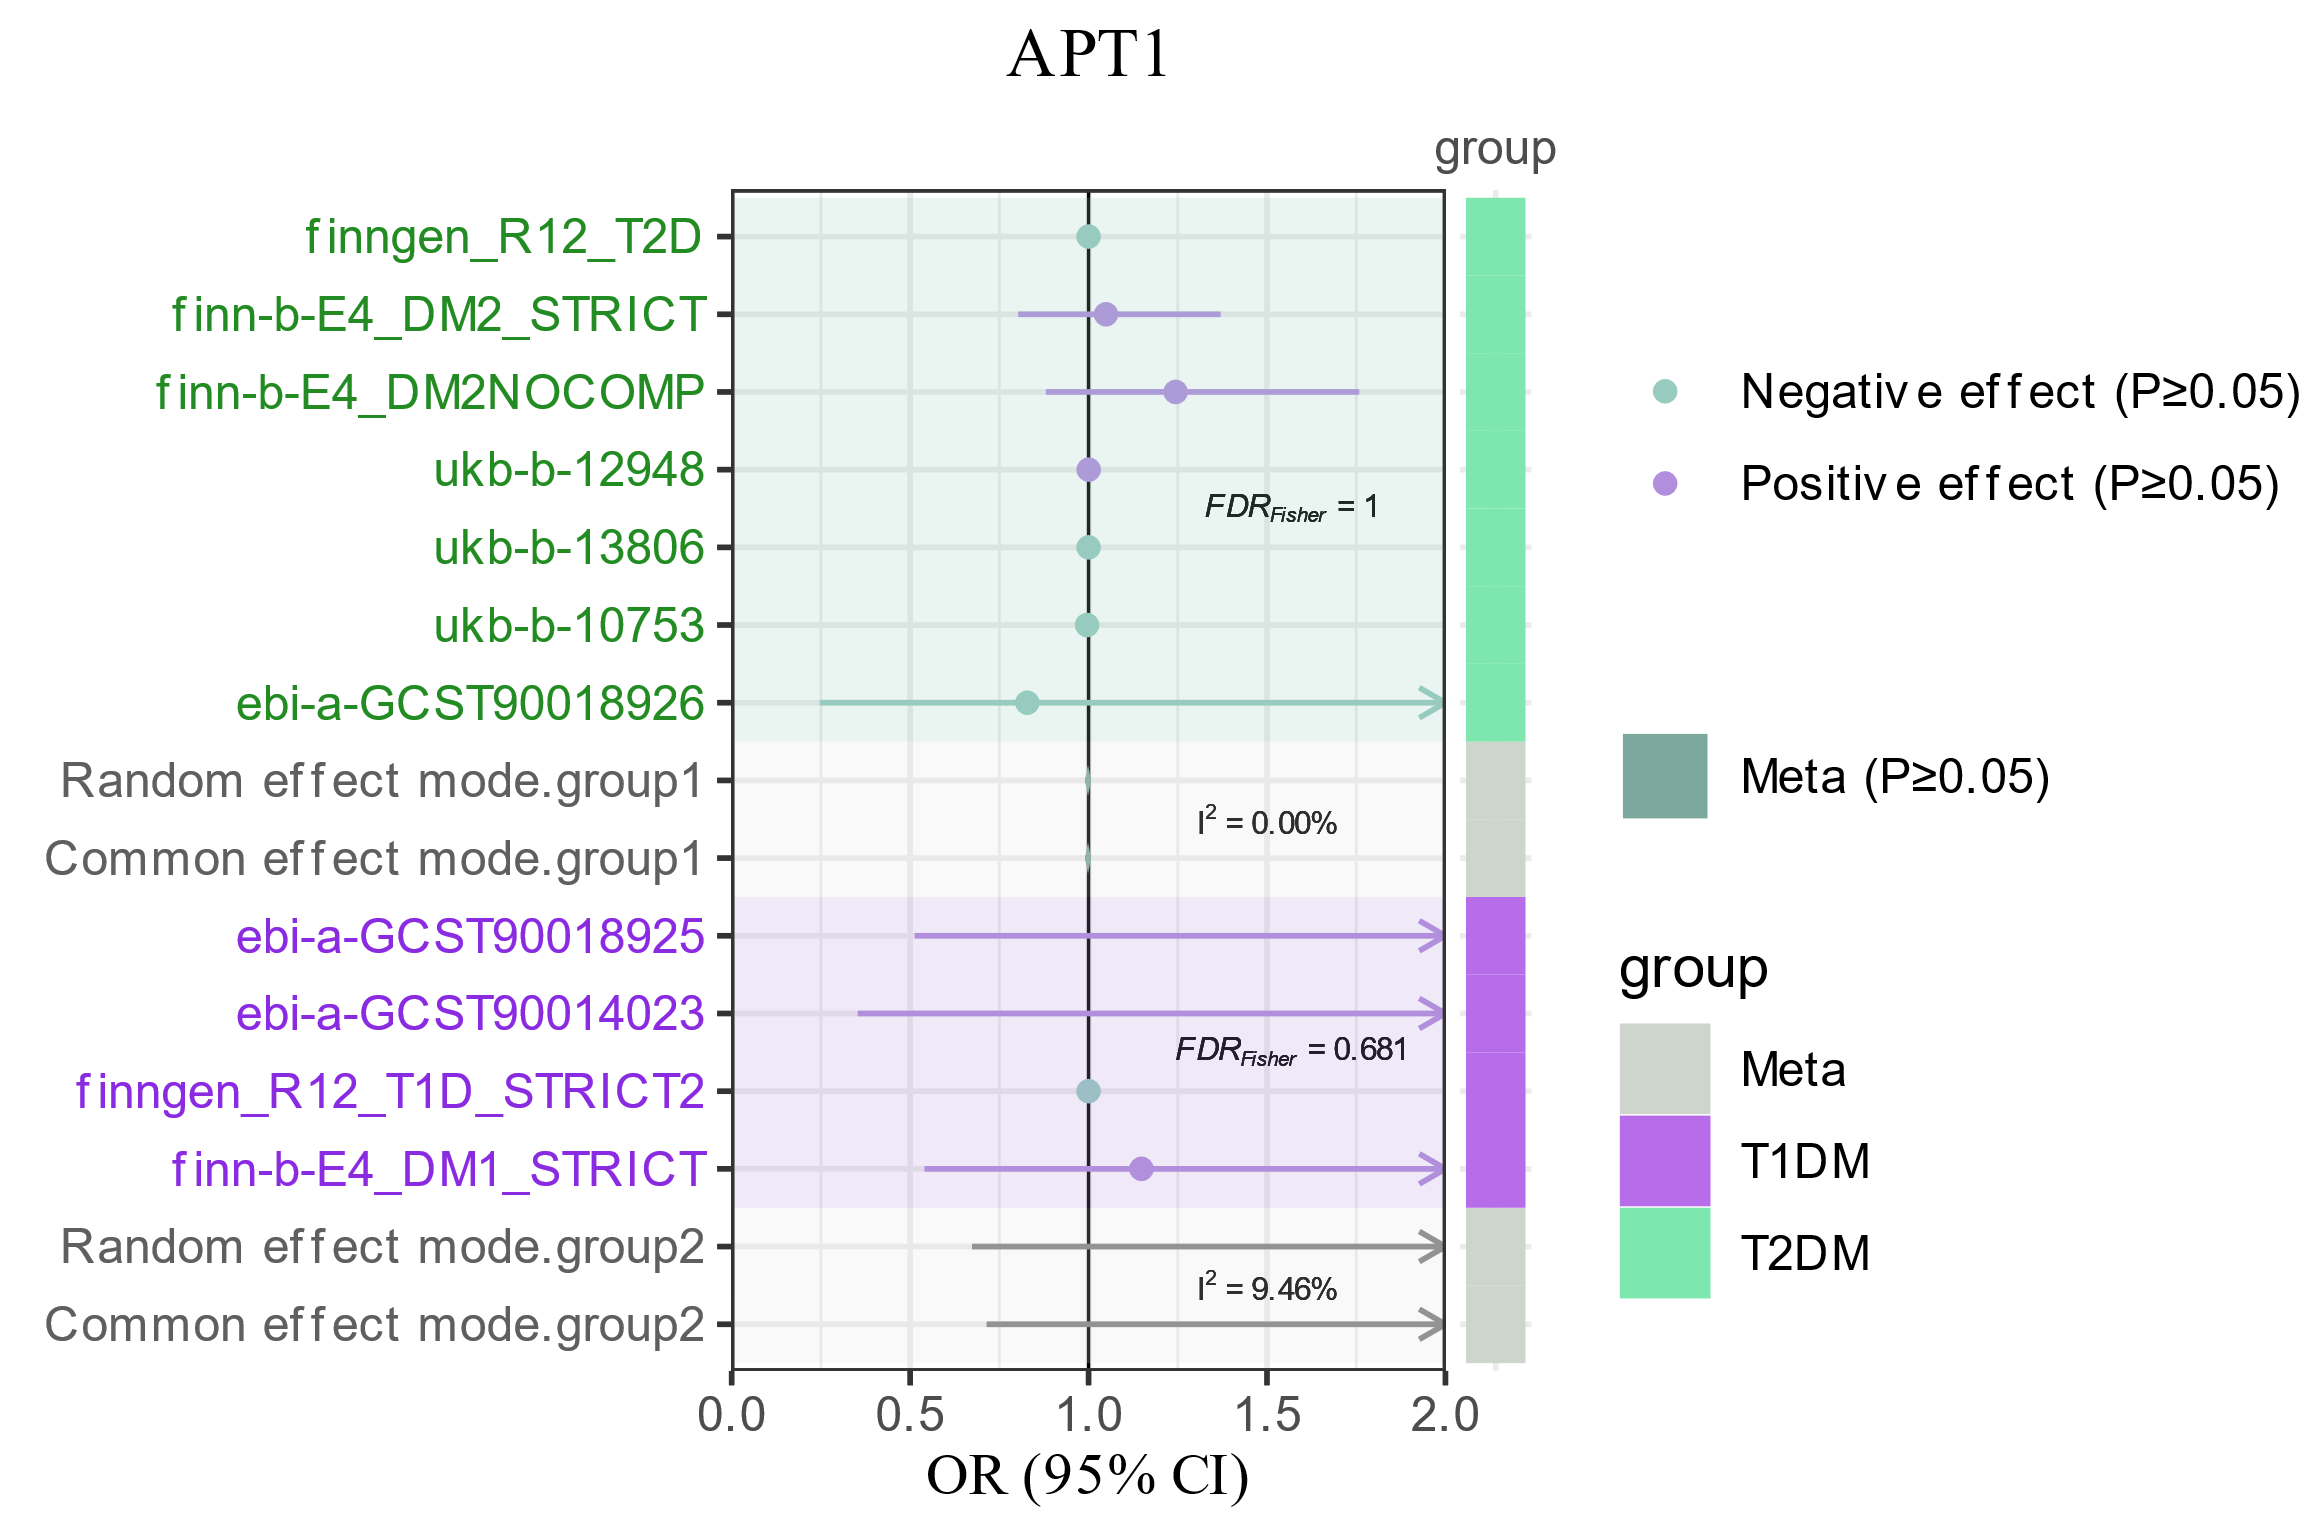 APT1
group
finngen_R12_T2D
finn-b-E4_DM2_STRICT
finn-b-E4_DM2NOCOMP
ukb-b-12948
FDR_Fisher = 1
ukb-b-13806
ukb-b-10753
ebi-a-GCST90018926
Random effect mode.group1
I² = 0.00%
Common effect mode.group1
ebi-a-GCST90018925
ebi-a-GCST90014023
FDR_Fisher = 0.681
finngen_R12_T1D_STRICT2
finn-b-E4_DM1_STRICT
Random effect mode.group2
I² = 9.46%
Common effect mode.group2
0.0 0.5 1.0 1.5 2.0
OR (95% CI)
Negative effect (P≥0.05)
Positive effect (P≥0.05)
Meta (P≥0.05)
group
Meta
T1DM
T2DM